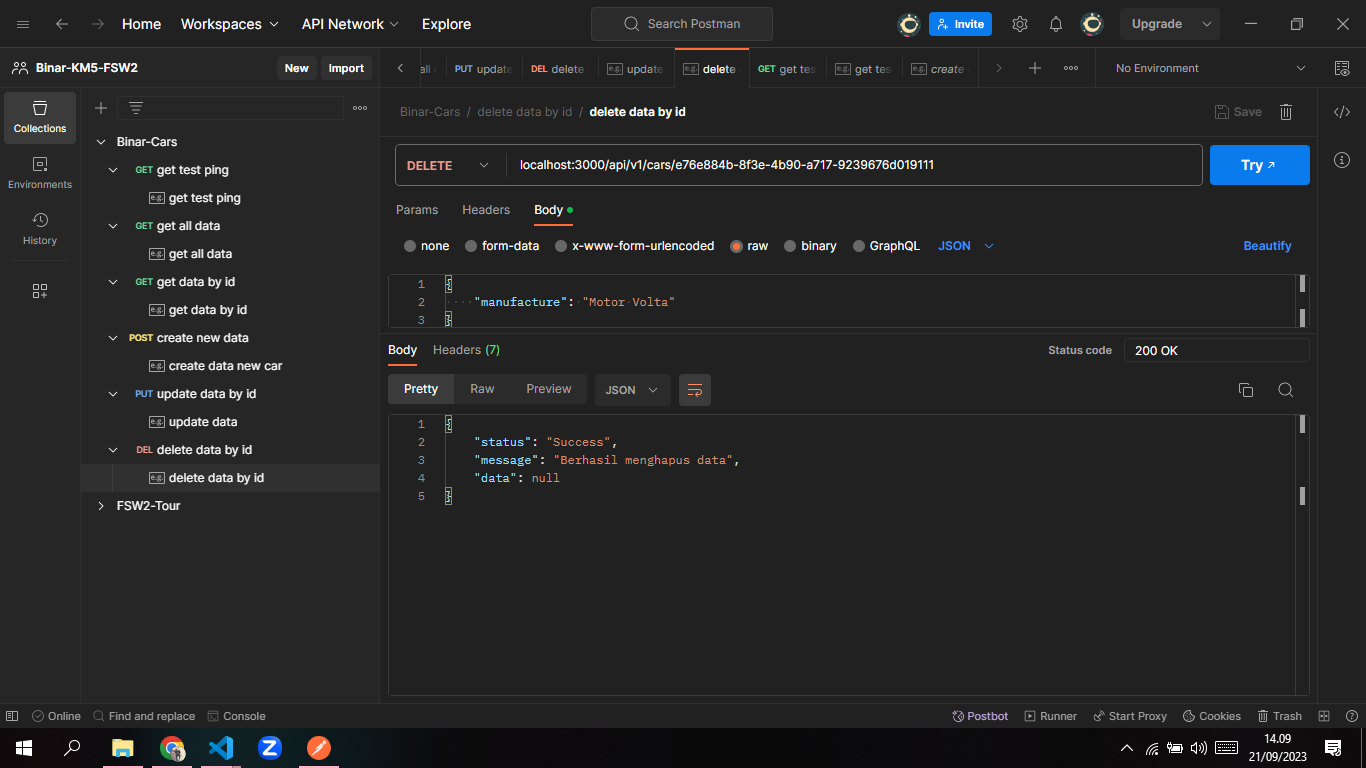 Home Workspaces API Network Explore Search Postman Invite Upgrade
Binar-KM5-FSW2 New Import
PUT update DEL delete update delete GET get tes get tes create No Environment
Collections
Environments
History
Binar-Cars
GET get test ping
get test ping
GET get all data
get all data
GET get data by id
get data by id
POST create new data
create data new car
PUT update data by id
update data
DEL delete data by id
delete data by id
FSW2-Tour
Binar-Cars / delete data by id / delete data by id Save
DELETE localhost:3000/api/v1/cars/e76e884b-8f3e-4b90-a717-9239676d019111 Try
Params Headers Body
none form-data x-www-form-urlencoded raw binary GraphQL JSON Beautify
1 {
2 "manufacture": "Motor Volta"
3 }
Body Headers (7) Status code 200 OK
Pretty Raw Preview JSON
1 {
2 "status": "Success",
3 "message": "Berhasil menghapus data",
4 "data": null
5 }
Online Find and replace Console Postbot Runner Start Proxy Cookies Trash
14.09
21/09/2023